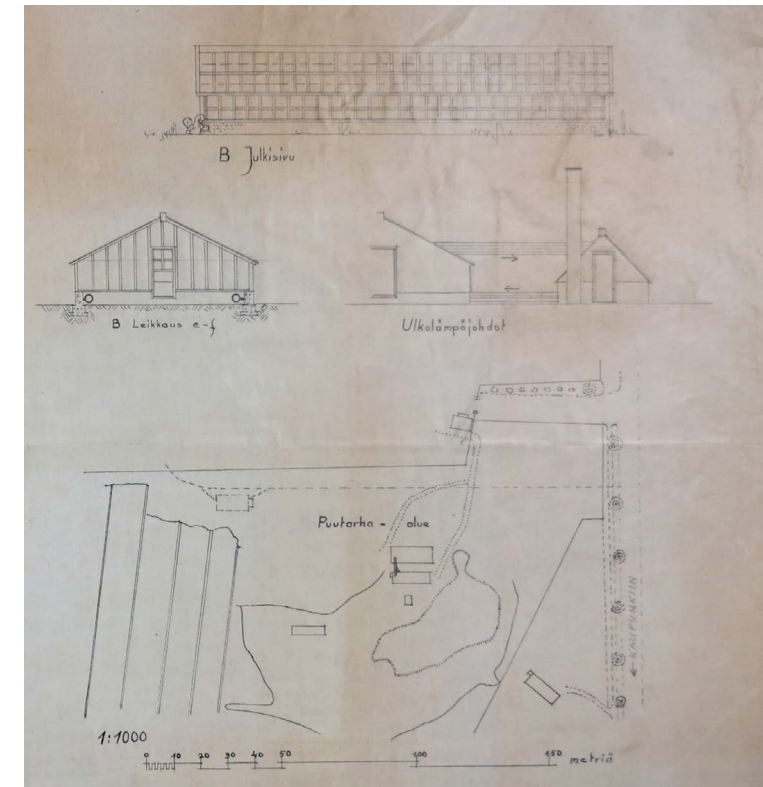 B Julkisivu
B Leikkaus e-f
Ulkolämpöjohdot
Puutarha - alue
← KAUPUNKIIN
1:1000
0 10 20 30 40 50 100 150 metriä